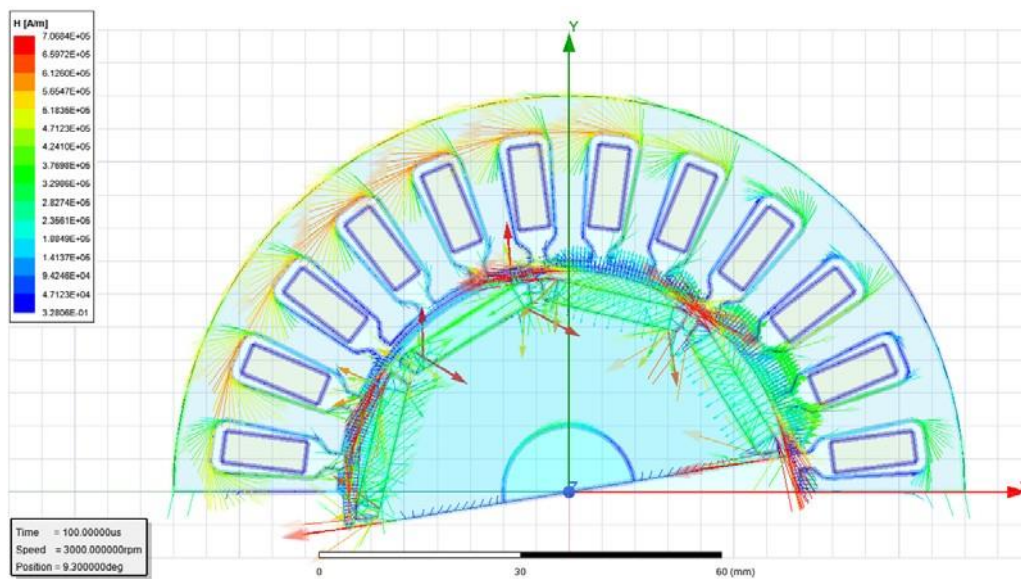 H [A/m]
7.0684E+05
6.5972E+05
6.1260E+05
5.6547E+05
5.1835E+05
4.7123E+05
4.2410E+05
3.7698E+05
3.2986E+05
2.8274E+05
2.3561E+05
1.8849E+05
1.4137E+05
9.4246E+04
4.7123E+04
3.2806E-01
Y
Z
Time = 100.00000us
Speed = 3000.000000rpm
Position = 9.300000deg
0 30 60 (mm)